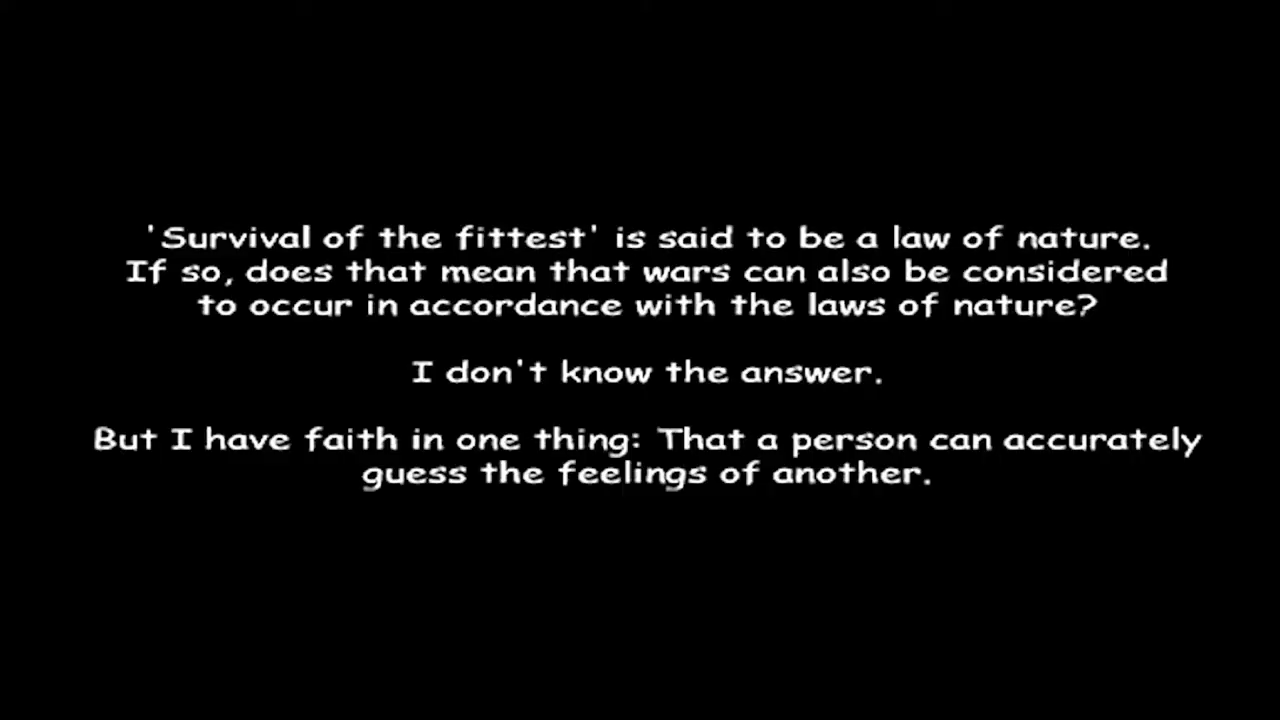 'Survival of the fittest' is said to be a law of nature.
If so, does that mean that wars can also be considered
to occur in accordance with the laws of nature?
I don't know the answer.
But I have faith in one thing: That a person can accurately
guess the feelings of another.